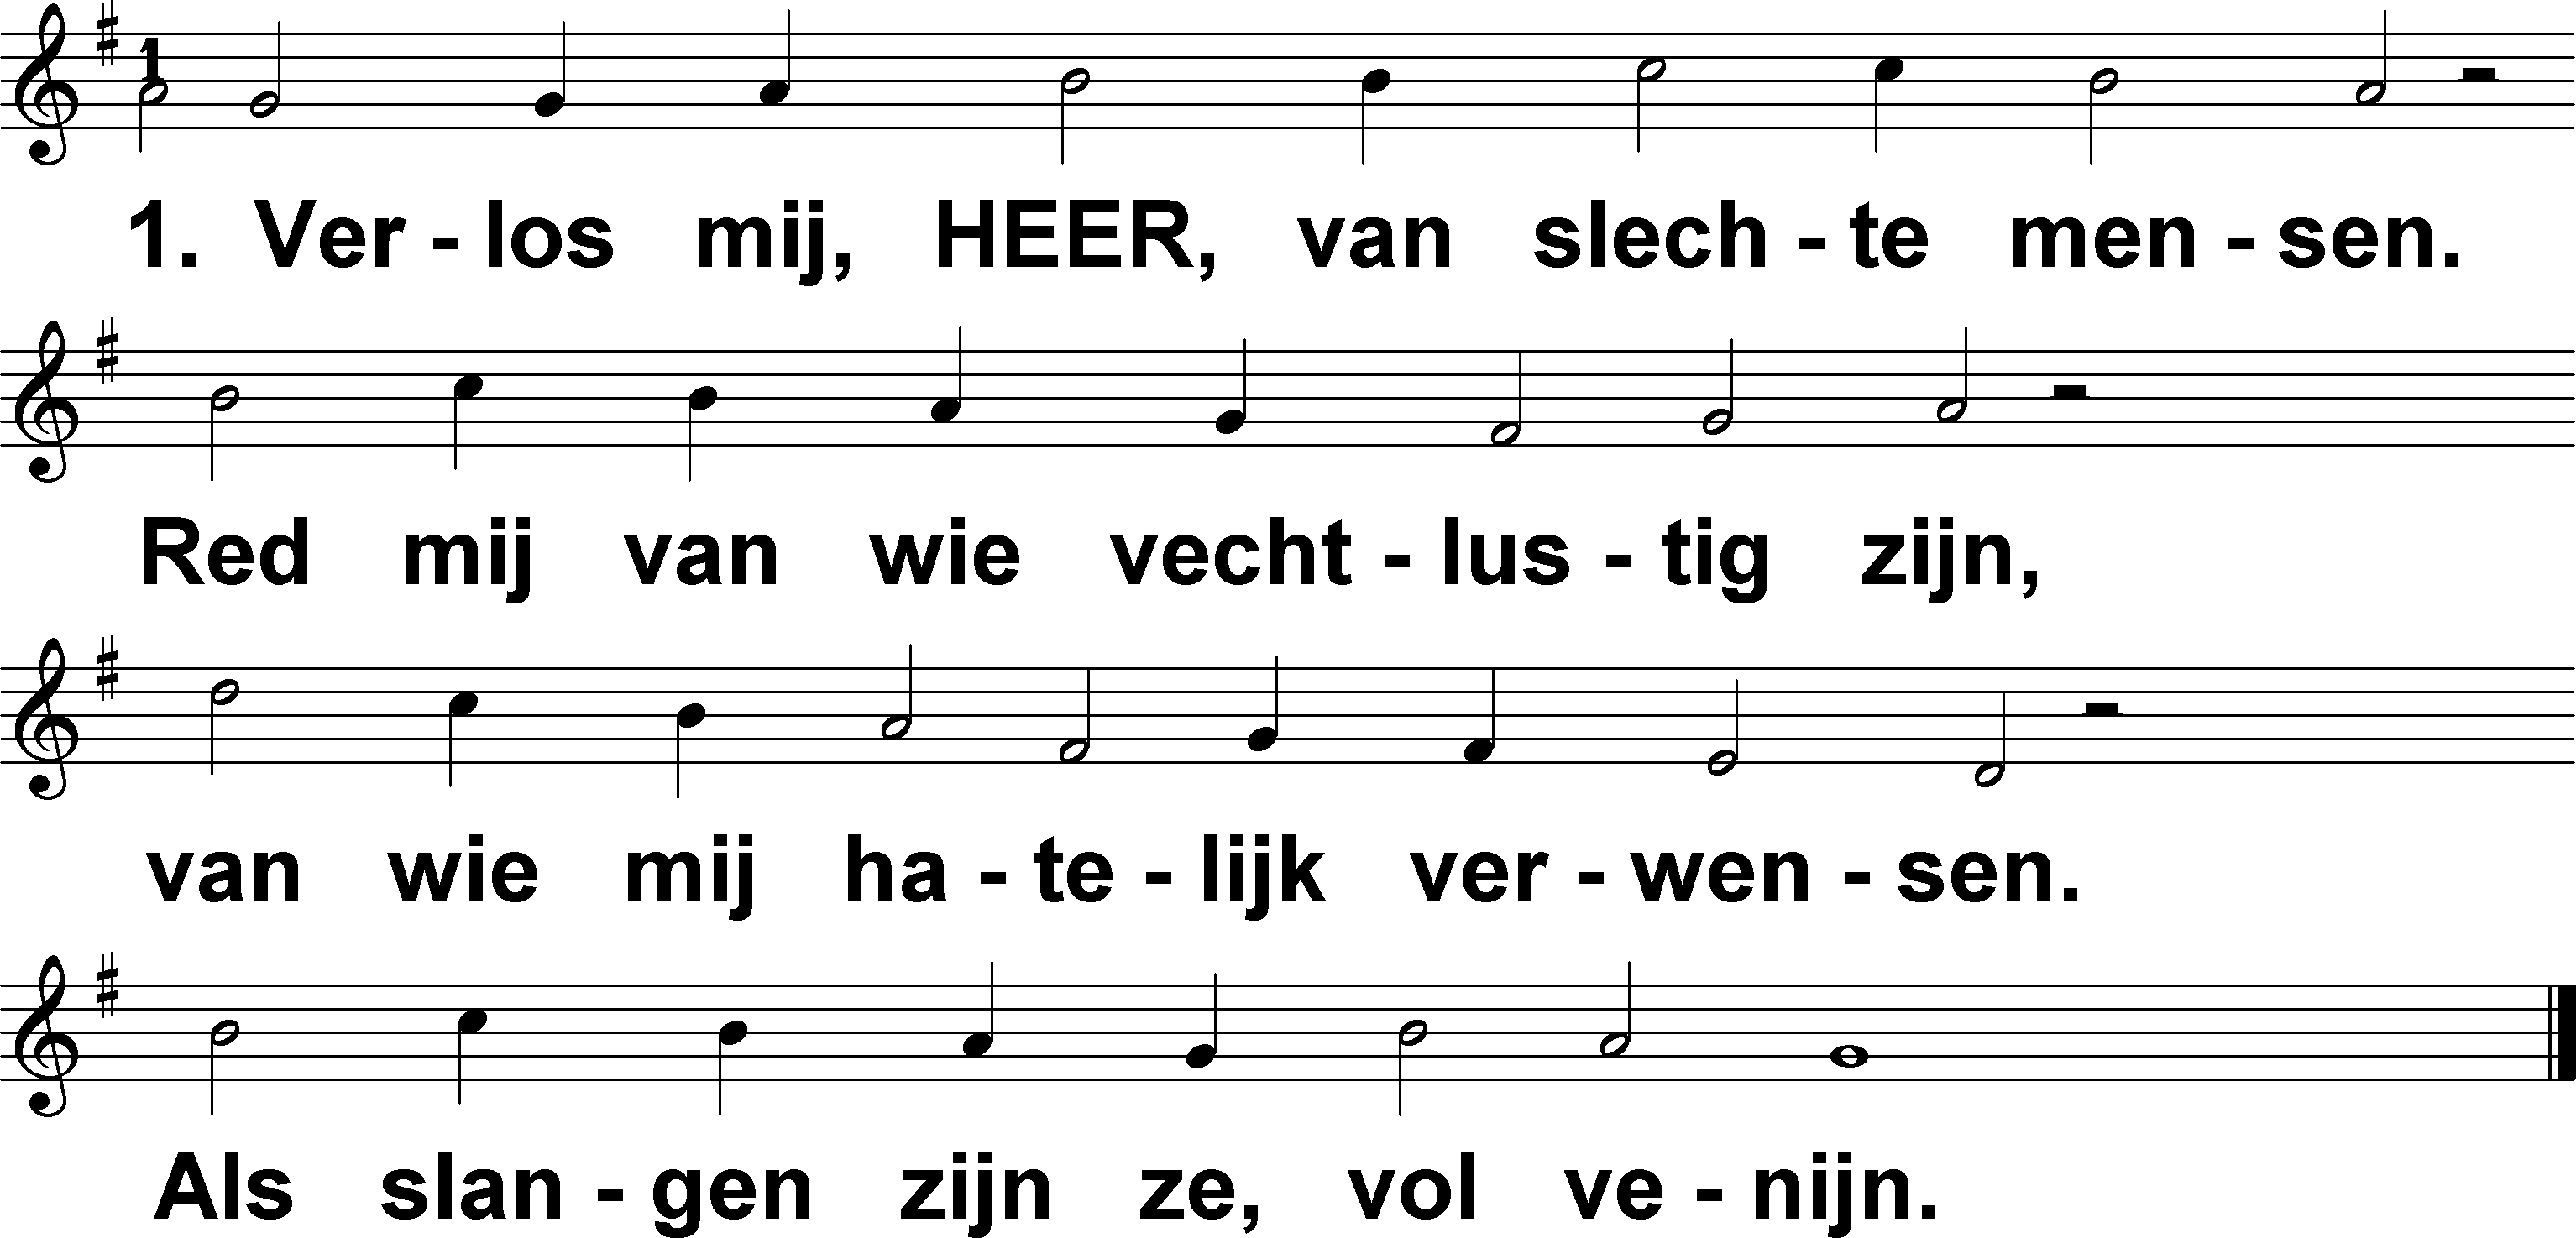 1
1. Ver - los mij, HEER, van slech - te men - sen.
Red mij van wie vecht - lus - tig zijn,
van wie mij ha - te - lijk ver - wen - sen.
Als slan - gen zijn ze, vol ve - nijn.